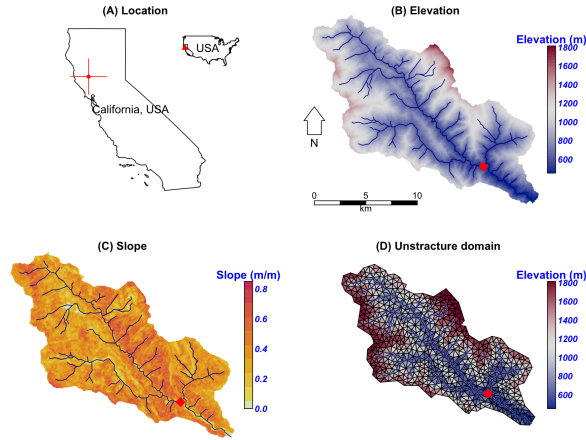 (A) Location
USA
California, USA
(B) Elevation
Elevation (m)
1800
1600
1400
1200
1000
800
600
N
0
5
10
km
(C) Slope
Slope (m/m)
0.8
0.6
0.4
0.2
0.0
(D) Unstracture domain
Elevation (m)
1800
1600
1400
1200
1000
800
600